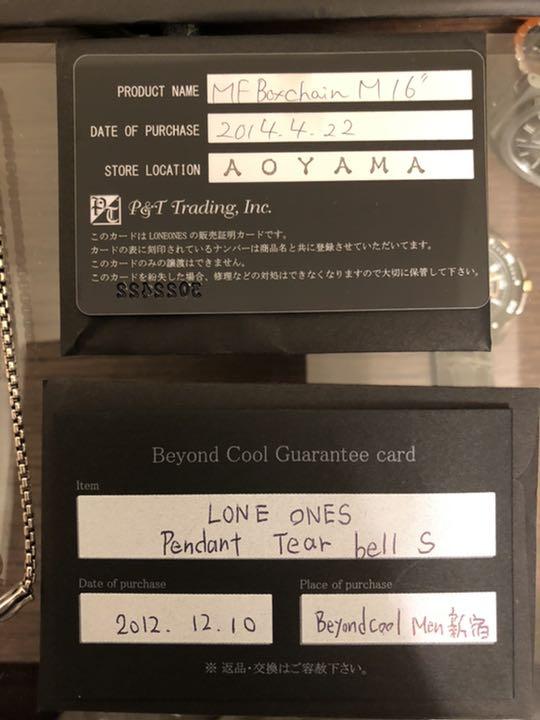 PRODUCT NAME MF Boxchain M 16"
DATE OF PURCHASE 2014.4.22
STORE LOCATION AOYAMA
P&T Trading, Inc.
このカードはLONEONESの販売証明カードです。
カードの表に刻印されているナンバーは商品名と共に登録させていただいてます。
このカードのみの譲渡はできません。
このカードを紛失した場合、修理などの対処はできなくなりますので大切に保管して下さい。
Beyond Cool Guarantee card
Item
LONE ONES
Pendant Tear bell S
Date of purchase Place of purchase
2012. 12. 10 Beyondcool Men新宿
※ 返品・交換はご容赦下さい。